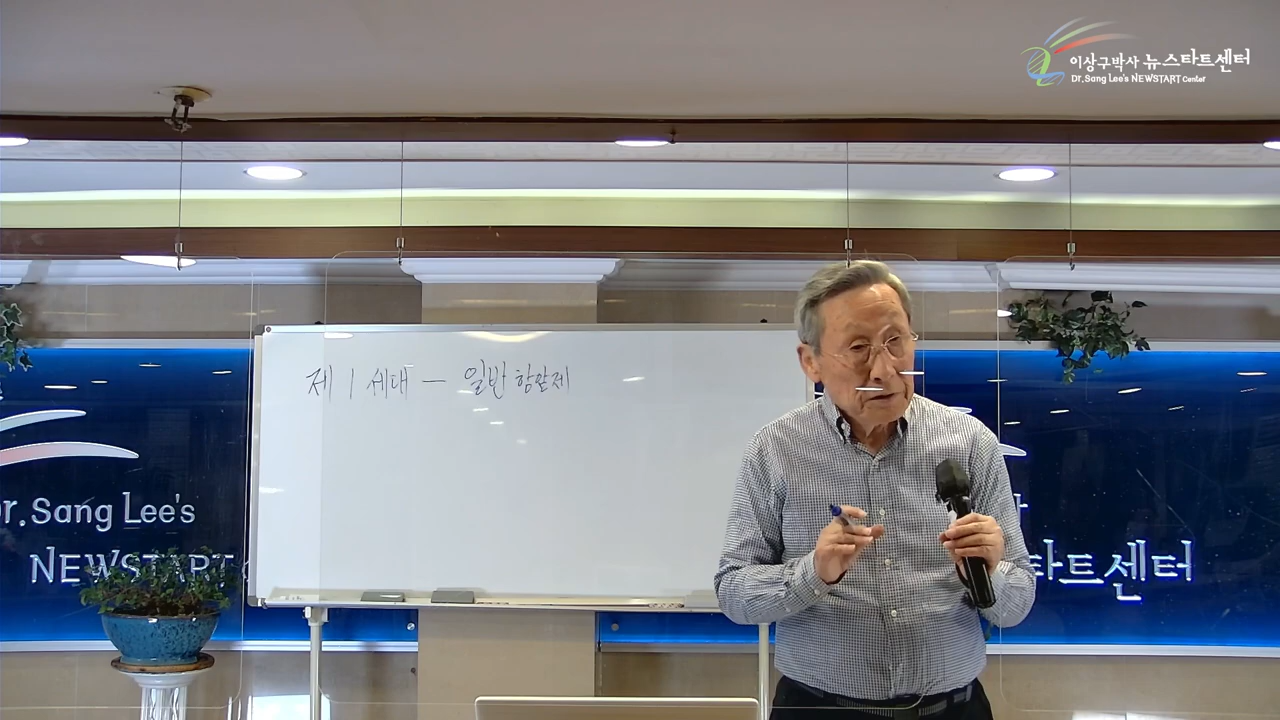 이상구박사 뉴스타트센터
Dr. Sang Lee's NEWSTART Center
제 1 세대 — 일반 항암제
Dr. Sang Lee's
NEWSTART
타트센터